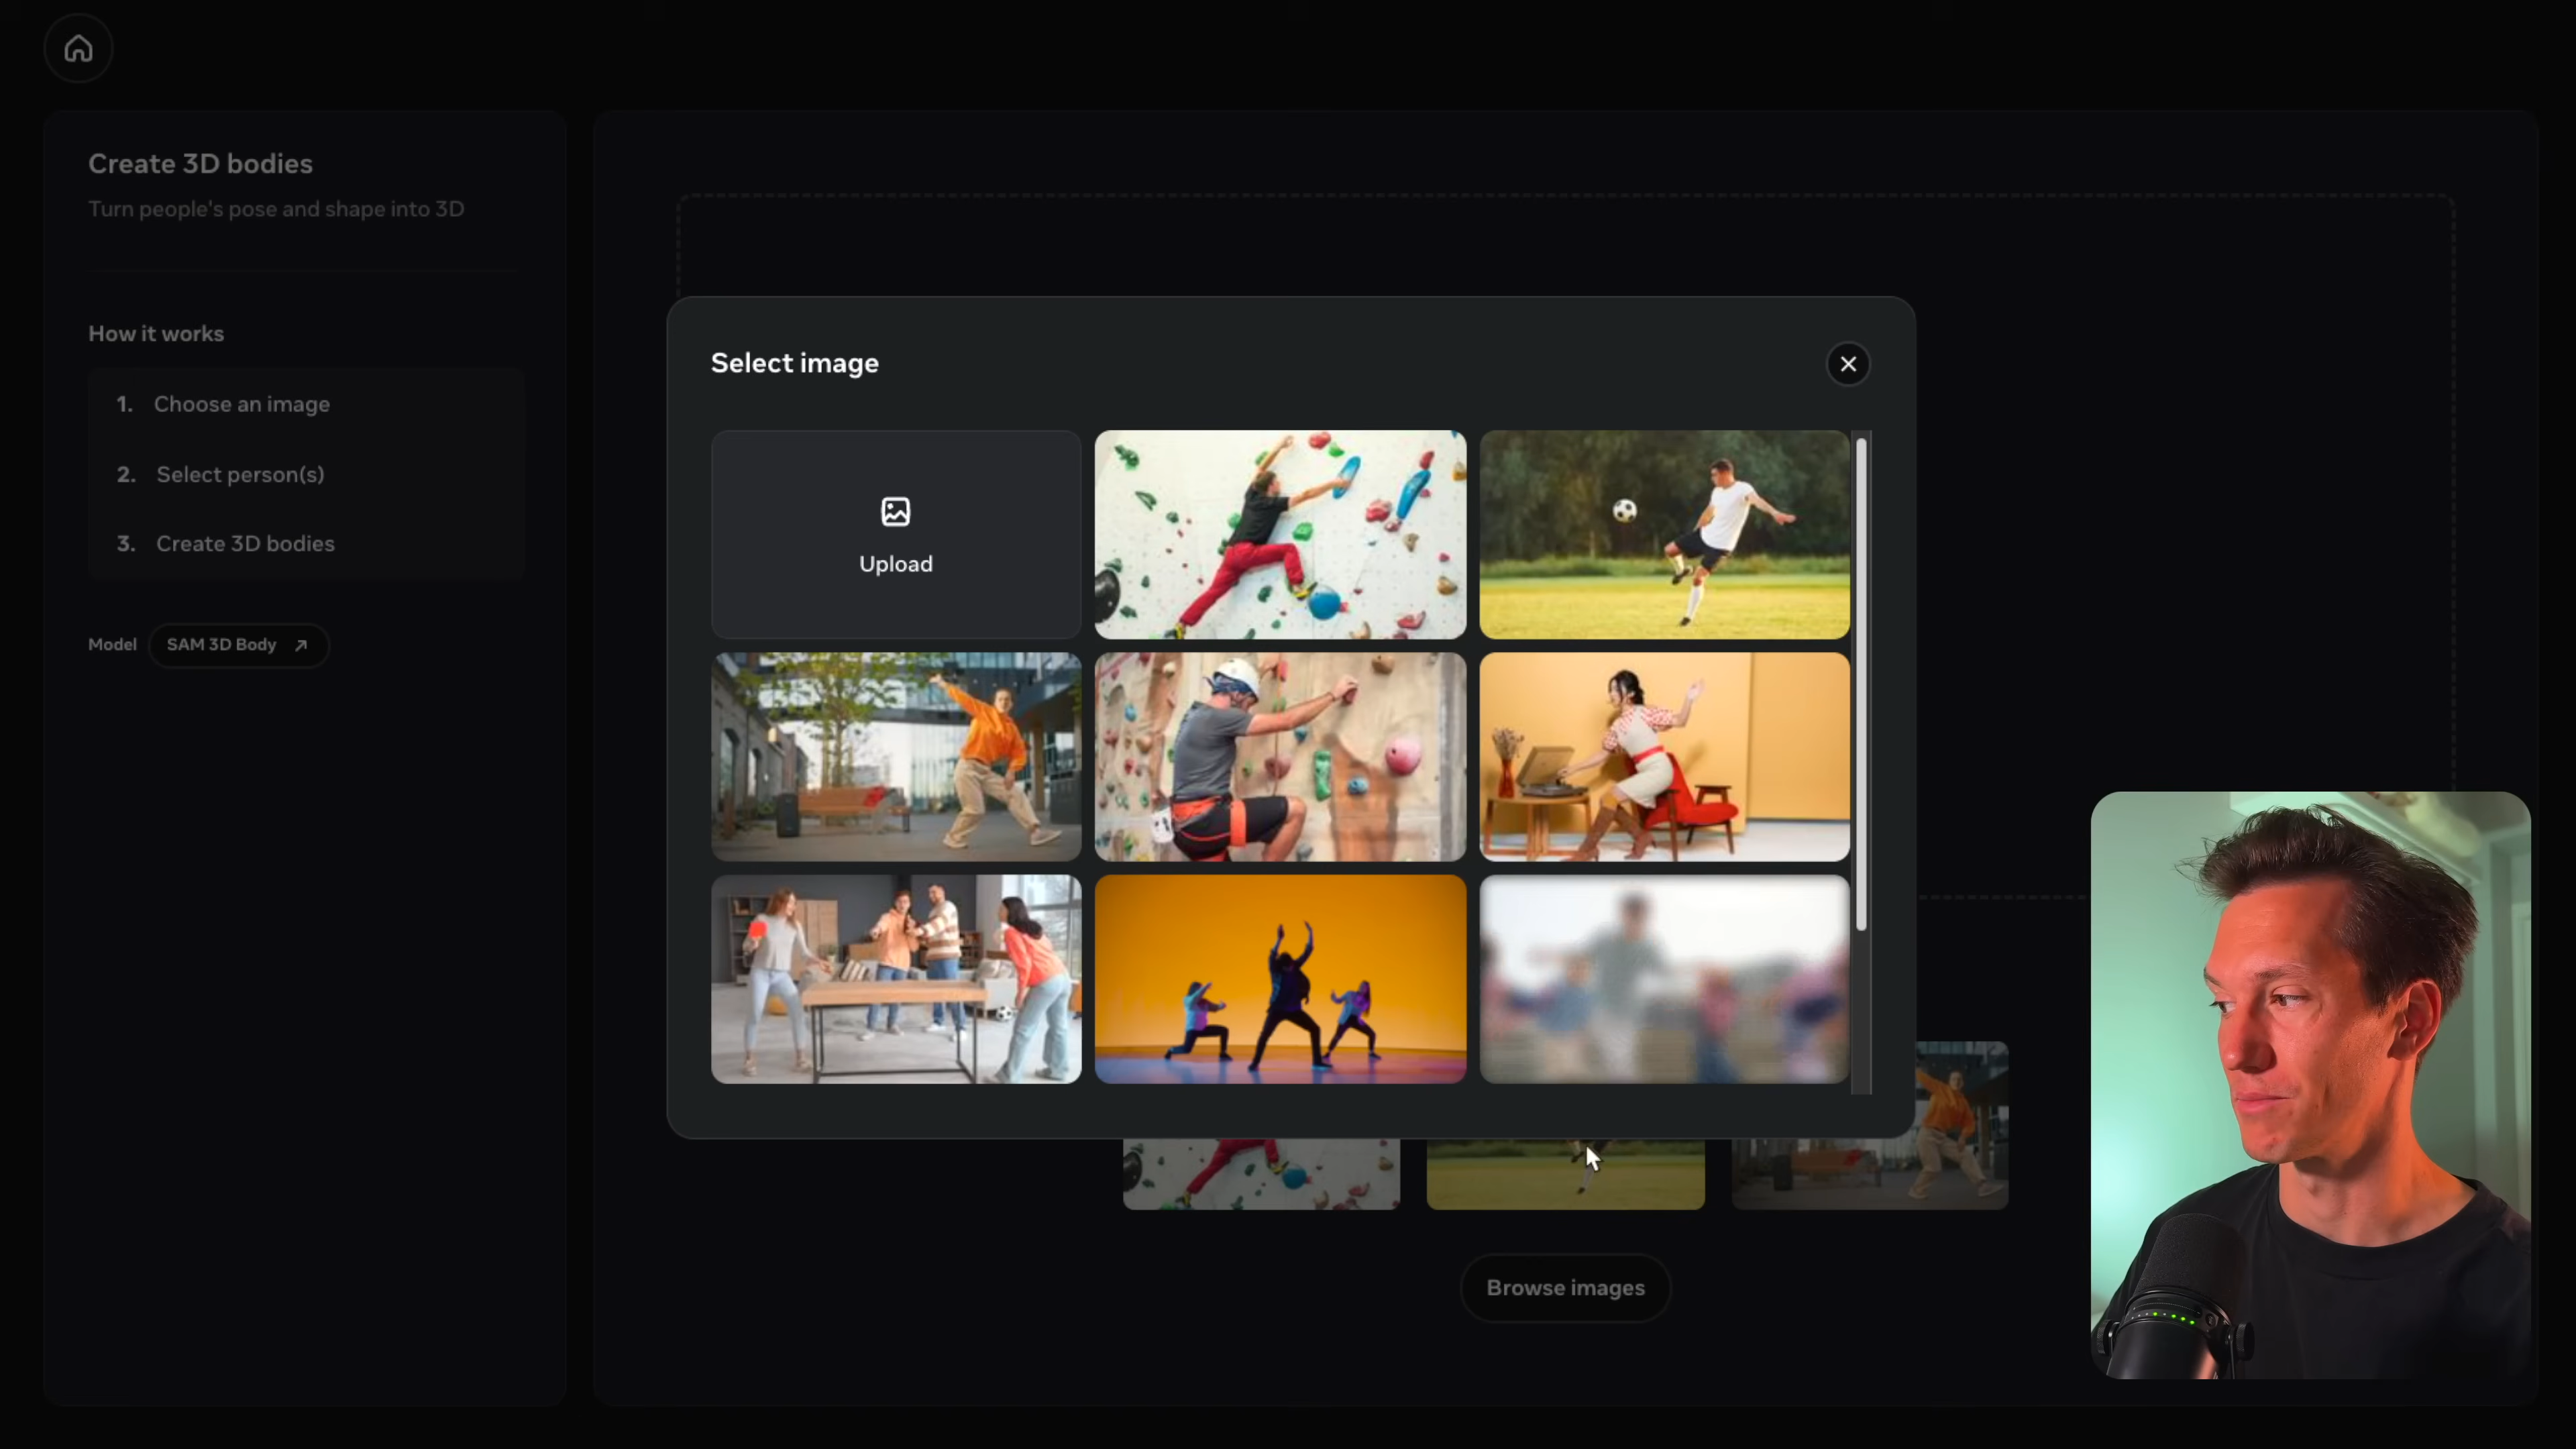 Create 3D bodies
Turn people's pose and shape into 3D
How it works
1. Choose an image
2. Select person(s)
3. Create 3D bodies
Model SAM 3D Body
Select image
Upload
Browse images